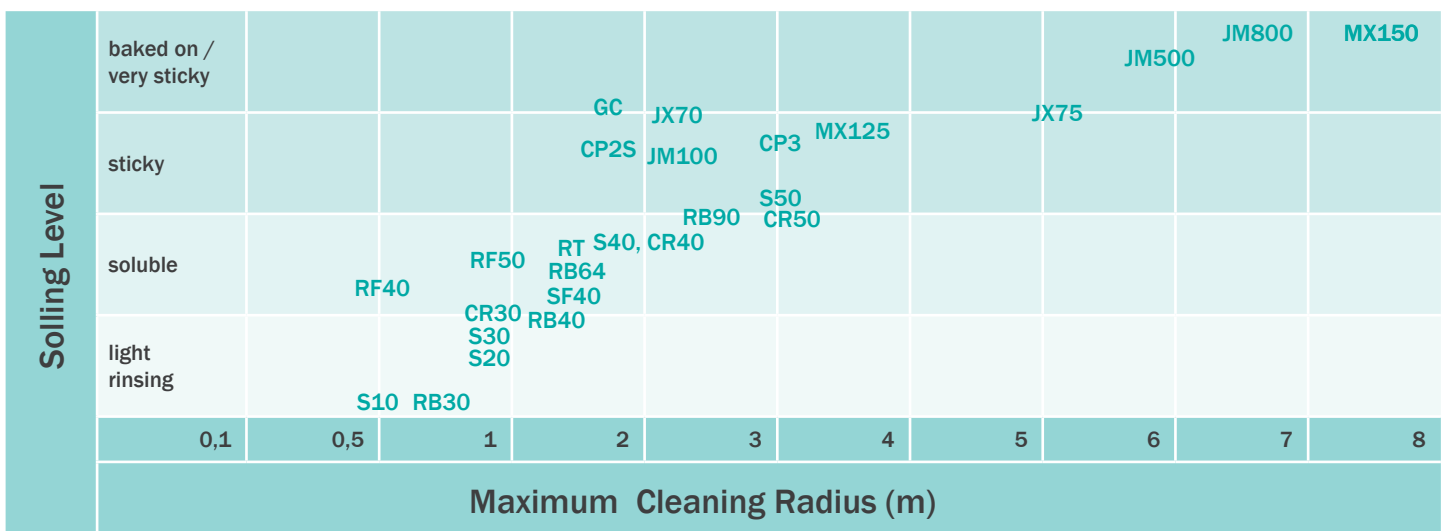 Soiling Level
baked on /
very sticky
JM800 MX150
JM500
GC
JX70
JX75
sticky
MX125
CP3
CP2S
JM100
S50
RB90
CR50
soluble
S40, CR40
RT
RF50
RB64
RF40
SF40
CR30
RB40
light
rinsing
S30
S20
S10 RB30
0,1 0,5 1 2 3 4 5 6 7 8
Maximum Cleaning Radius (m)